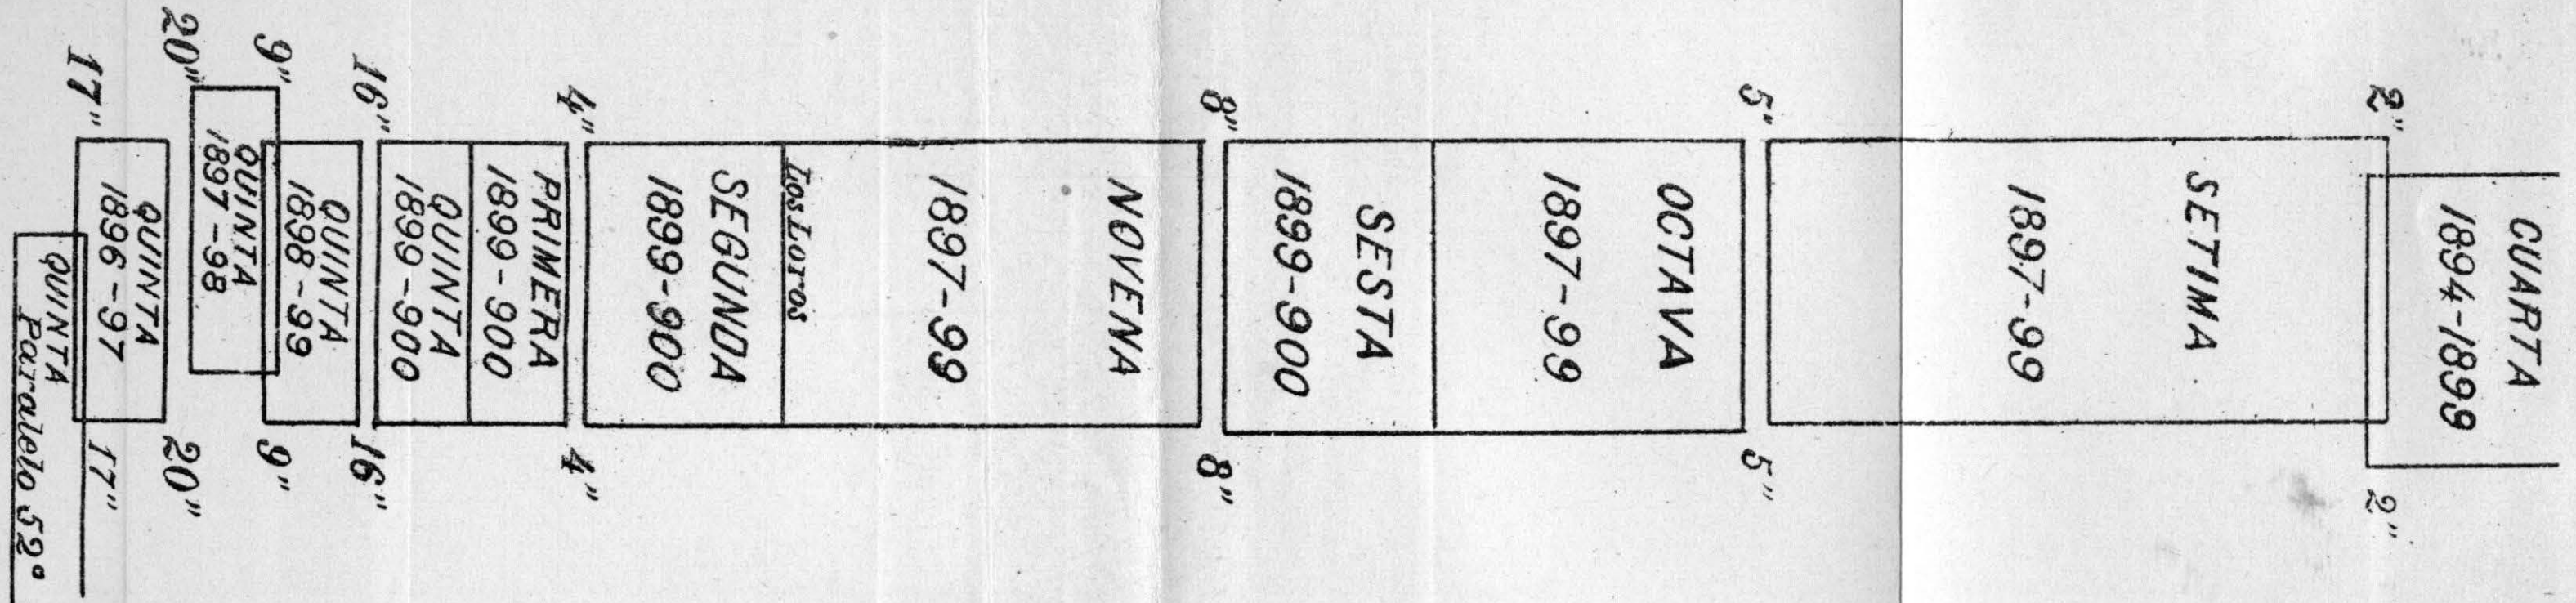 CUARTA
1894-1899
2" 2"
SETIMA
1897-99
5" 5"
OCTAVA
1897-99
SESTA
1899-900
8" 8"
NOVENA
1897-99
Los Loros
SEGUNDA
1899-900
4" 4"
PRIMERA
1899-900
QUINTA
1899-900
16" 16"
QUINTA
1898-99
9" 9"
QUINTA
1897-98
20" 20"
QUINTA
1896-97
17" 17"
QUINTA
Paralelo 52°